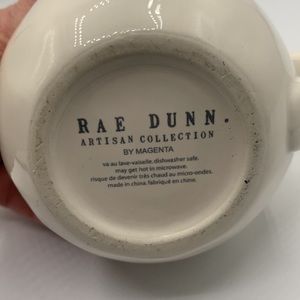 RAE DUNN.
ARTISAN COLLECTION
BY MAGENTA
va au lave-vaiselle. dishwasher safe.
may get hot in microwave.
risque de devenir très chaud au micro-ondes.
made in china. fabriqué en chine.